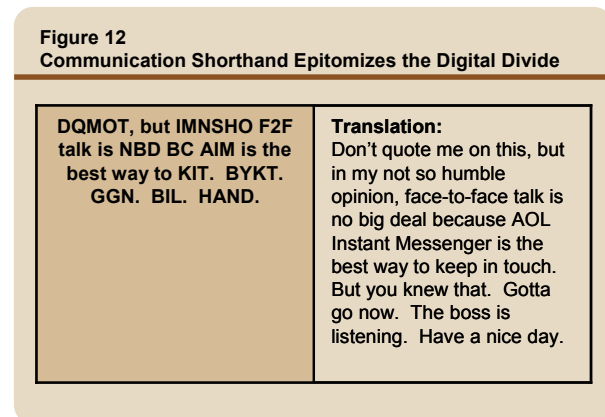 Figure 12
Communication Shorthand Epitomizes the Digital Divide
DQMOT, but IMNSHO F2F
talk is NBD BC AIM is the
best way to KIT.  BYKT.
GGN.  BIL.  HAND.
Translation:
Don't quote me on this, but
in my not so humble
opinion, face-to-face talk is
no big deal because AOL
Instant Messenger is the
best way to keep in touch.
But you knew that.  Gotta
go now.  The boss is
listening.  Have a nice day.